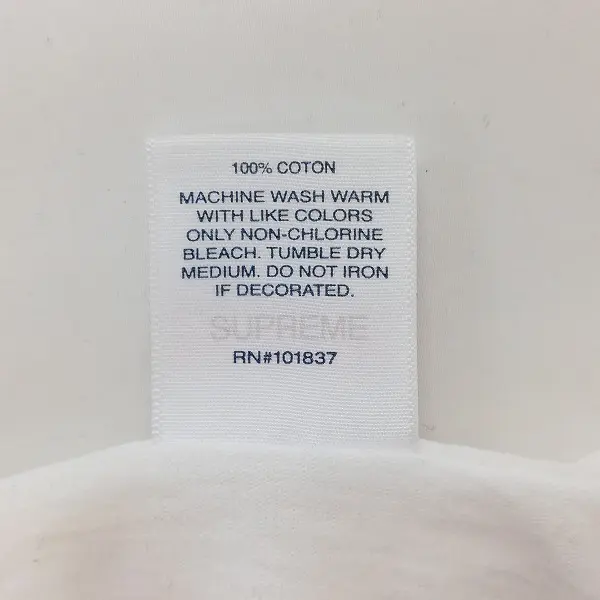 100% COTON
MACHINE WASH WARM
WITH LIKE COLORS
ONLY NON-CHLORINE
BLEACH. TUMBLE DRY
MEDIUM. DO NOT IRON
IF DECORATED.
SUPREME
RN#101837